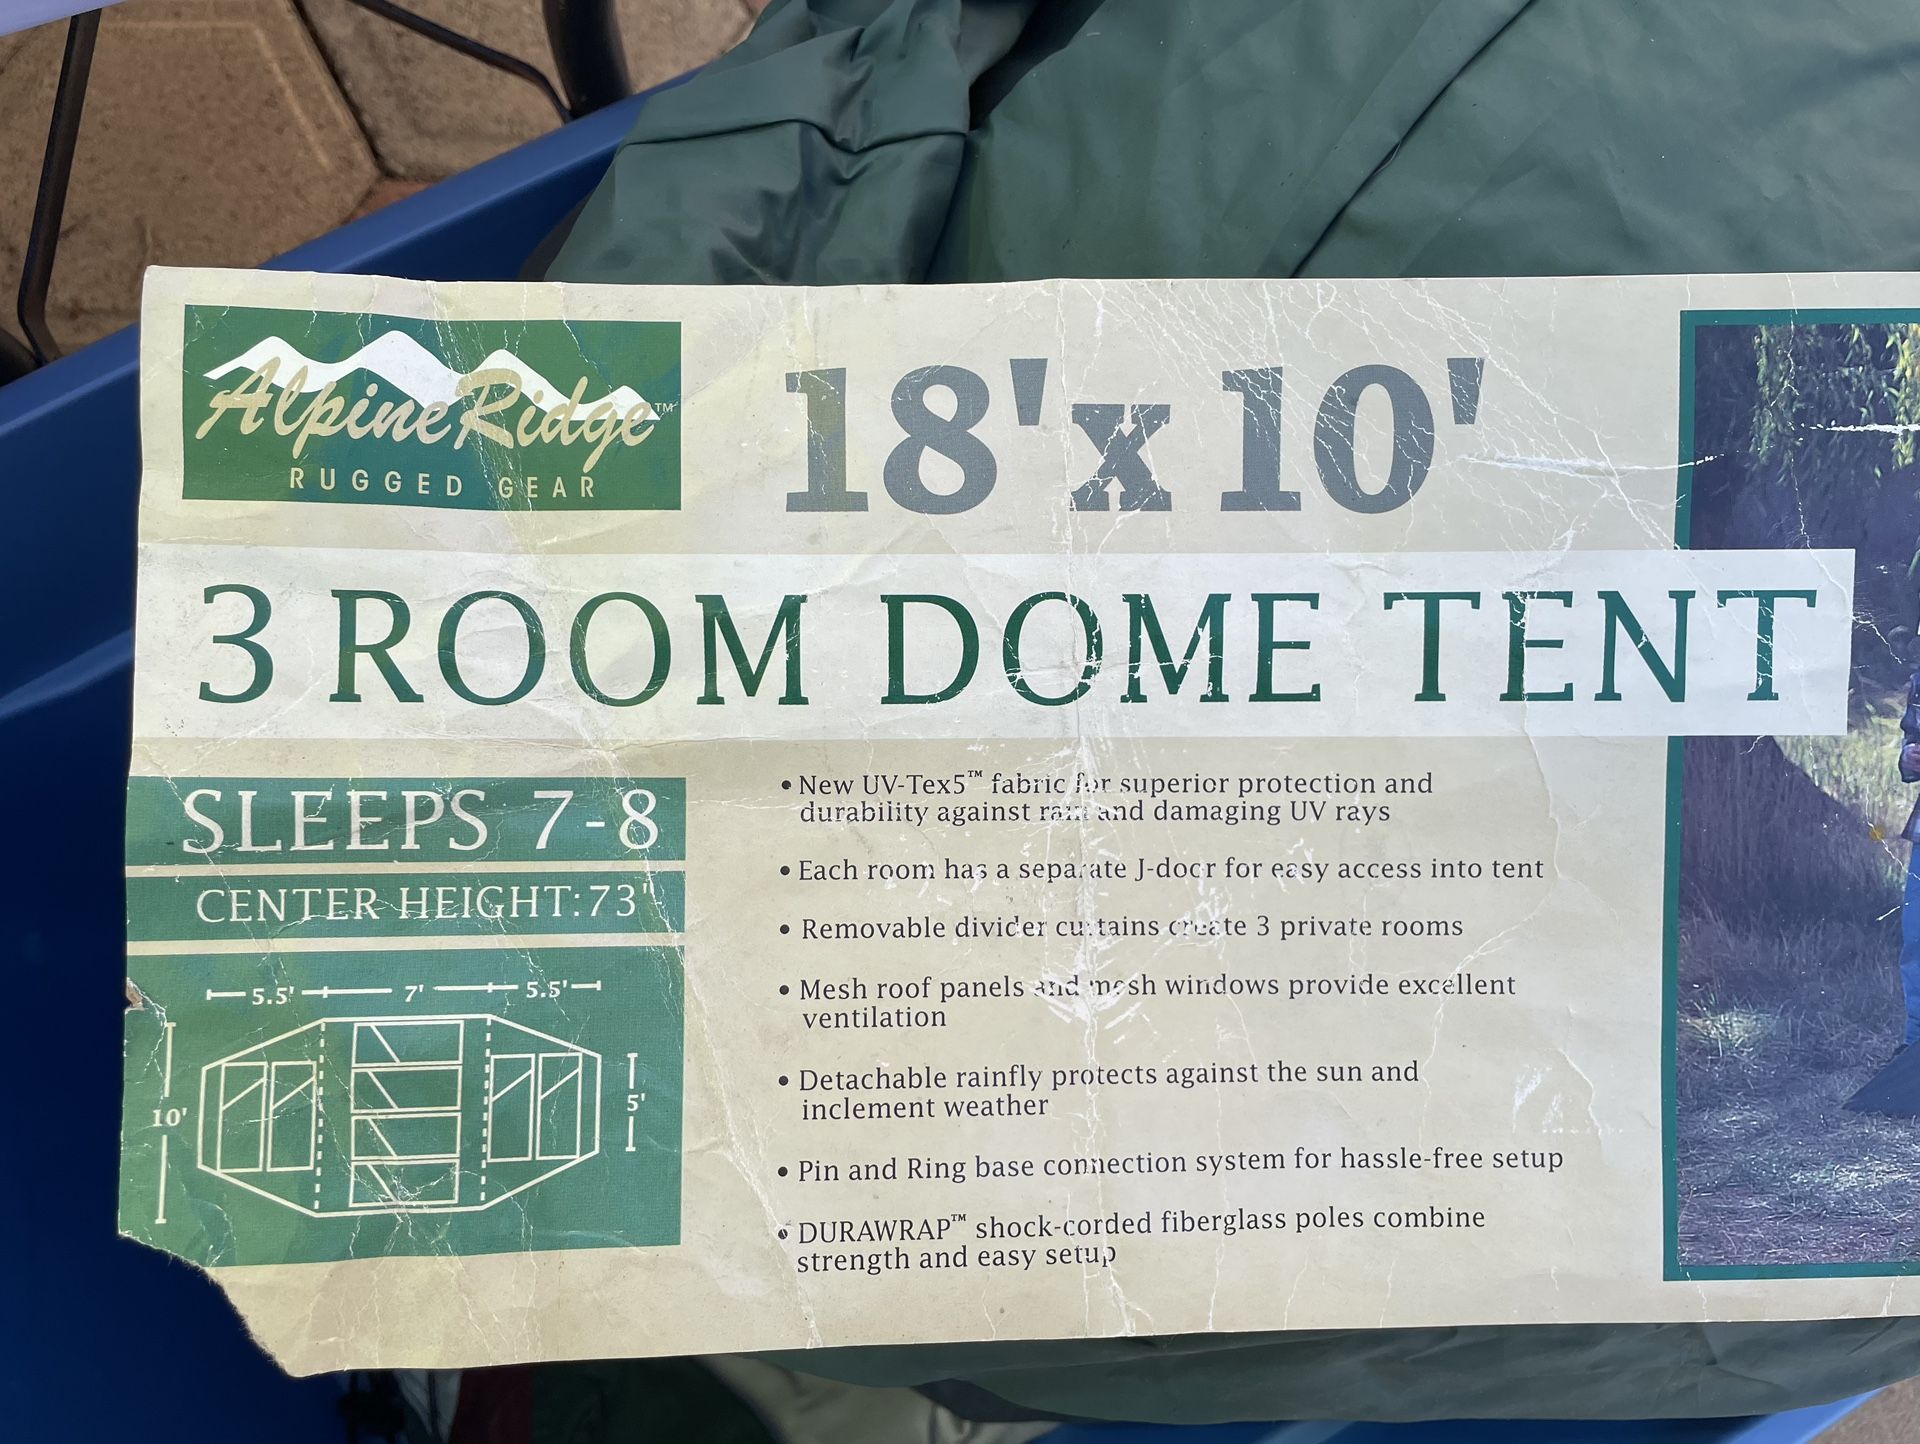 AlpineRidge™
RUGGED GEAR
18'x10'
3 ROOM DOME TENT
SLEEPS 7-8
CENTER HEIGHT:73"
5.5' 7' 5.5'
10'
5'
• New UV-Tex5™ fabric for superior protection and
durability against rain and damaging UV rays
• Each room has a separate J-door for easy access into tent
• Removable divider curtains create 3 private rooms
• Mesh roof panels and mesh windows provide excellent
ventilation
• Detachable rainfly protects against the sun and
inclement weather
• Pin and Ring base connection system for hassle-free setup
• DURAWRAP™ shock-corded fiberglass poles combine
strength and easy setup